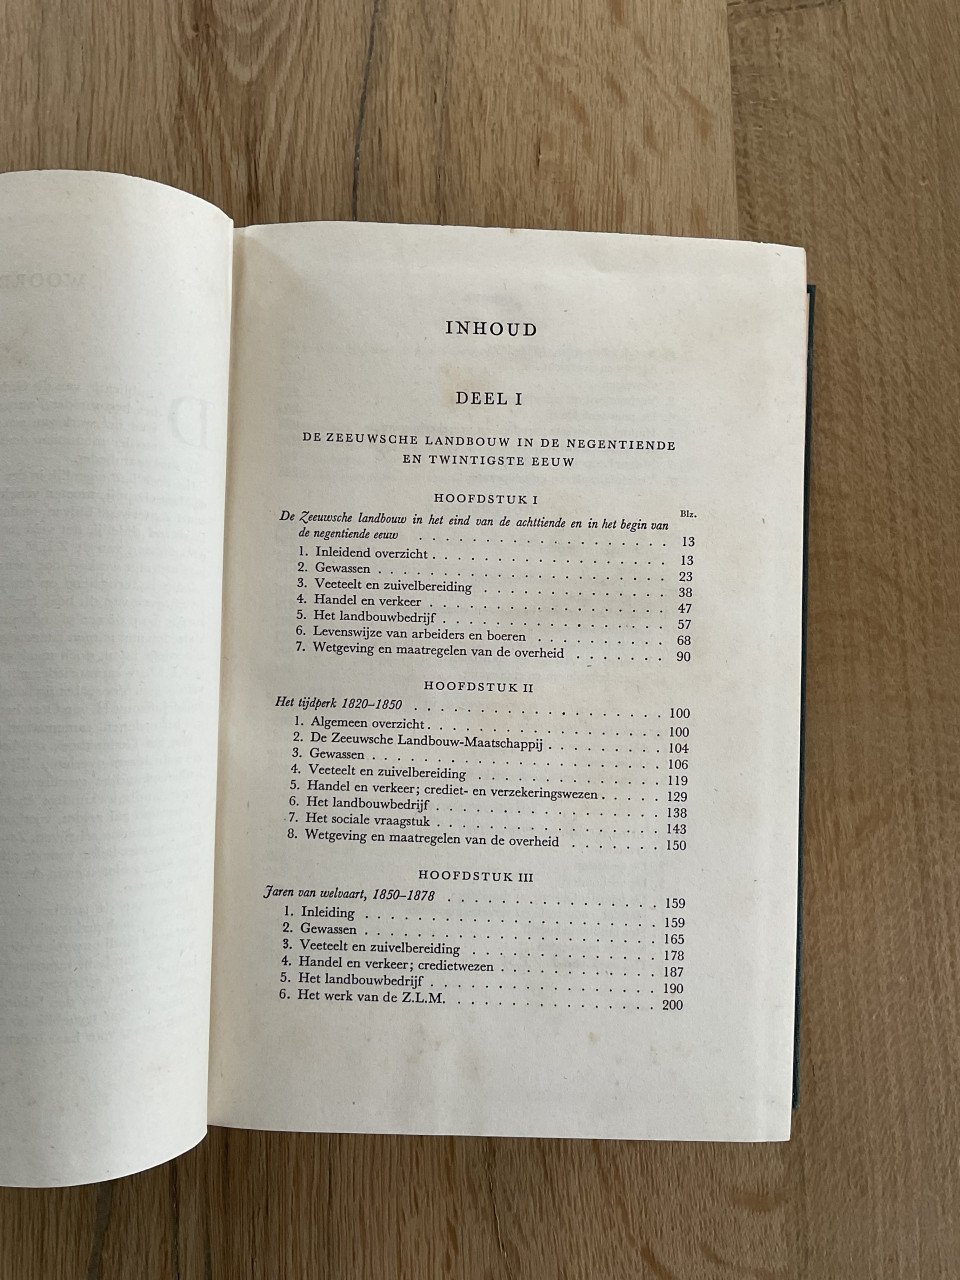 INHOUD
DEEL I
DE ZEEUWSCHE LANDBOUW IN DE NEGENTIENDE
EN TWINTIGSTE EEUW
HOOFDSTUK I
Blz.
De Zeeuwsche landbouw in het eind van de achttiende en in het begin van
de negentiende eeuw . . . . . . . . . . . . . . . . . . . 13
1. Inleidend overzicht . . . . . . . . . . . . . . . . . . 13
2. Gewassen . . . . . . . . . . . . . . . . . . . . . . 23
3. Veeteelt en zuivelbereiding . . . . . . . . . . . . . . 38
4. Handel en verkeer . . . . . . . . . . . . . . . . . . 47
5. Het landbouwbedrijf . . . . . . . . . . . . . . . . . 57
6. Levenswijze van arbeiders en boeren . . . . . . . . . . 68
7. Wetgeving en maatregelen van de overheid . . . . . . . 90
HOOFDSTUK II
Het tijdperk 1820–1850 . . . . . . . . . . . . . . . . . . . 100
1. Algemeen overzicht . . . . . . . . . . . . . . . . . . 100
2. De Zeeuwsche Landbouw-Maatschappij . . . . . . . . . 104
3. Gewassen . . . . . . . . . . . . . . . . . . . . . . 106
4. Veeteelt en zuivelbereiding . . . . . . . . . . . . . . 119
5. Handel en verkeer; crediet- en verzekeringswezen . . . . . 129
6. Het landbouwbedrijf . . . . . . . . . . . . . . . . . 138
7. Het sociale vraagstuk . . . . . . . . . . . . . . . . . 143
8. Wetgeving en maatregelen van de overheid . . . . . . . 150
HOOFDSTUK III
Jaren van welvaart, 1850–1878 . . . . . . . . . . . . . . . . 159
1. Inleiding . . . . . . . . . . . . . . . . . . . . . . 159
2. Gewassen . . . . . . . . . . . . . . . . . . . . . . 165
3. Veeteelt en zuivelbereiding . . . . . . . . . . . . . . 178
4. Handel en verkeer; credietwezen . . . . . . . . . . . . 187
5. Het landbouwbedrijf . . . . . . . . . . . . . . . . . 190
6. Het werk van de Z.L.M. . . . . . . . . . . . . . . . . 200